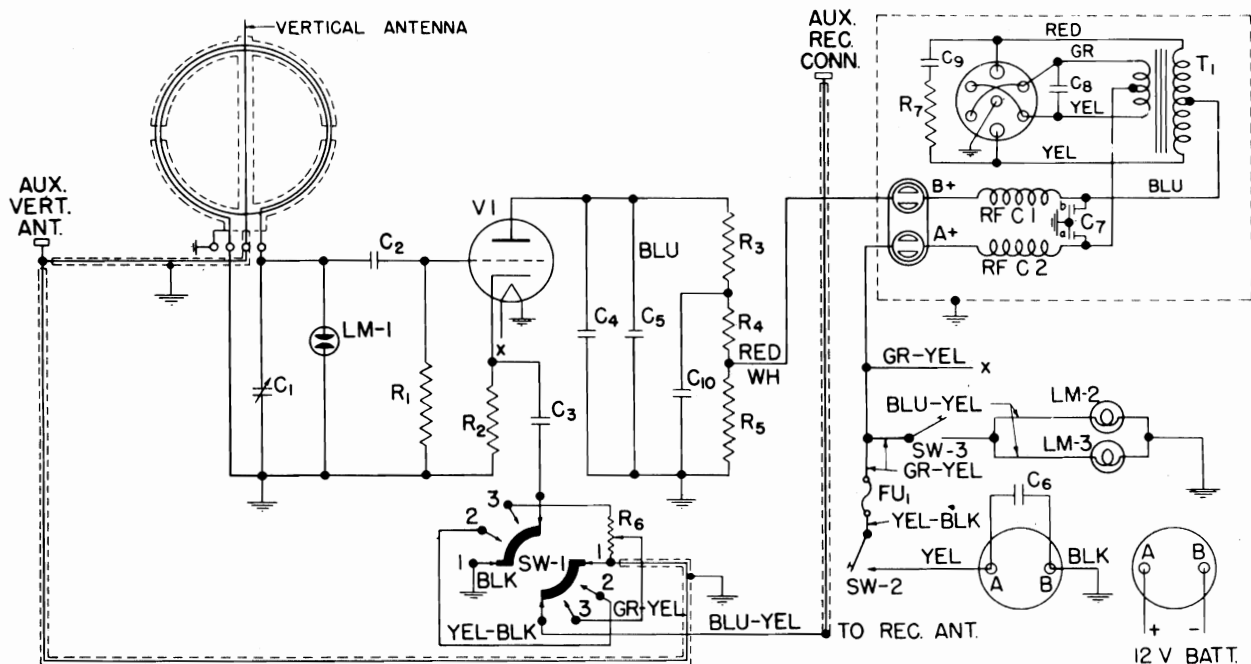 VERTICAL ANTENNA
AUX.
VERT.
ANT.
AUX.
REC.
CONN.
RED
GR
C9
C8
T1
R7
YEL
YEL
BLU
B+
RF C 1
b
C7
a
A+
RF C 2
V1
C2
BLU
R3
C4
C5
R4
RED
WH
C10
R5
LM-1
C1
R1
X
R2
C3
GR-YEL
X
BLU-YEL
LM-2
SW-3
LM-3
GR-YEL
FU1
C6
YEL-BLK
YEL
A
B
BLK
SW-2
A
B
+
-
12 V BATT.
3
2
R6
1
SW-1
1
BLK
2
3
GR-YEL
YEL-BLK
BLU-YEL
TO REC. ANT.